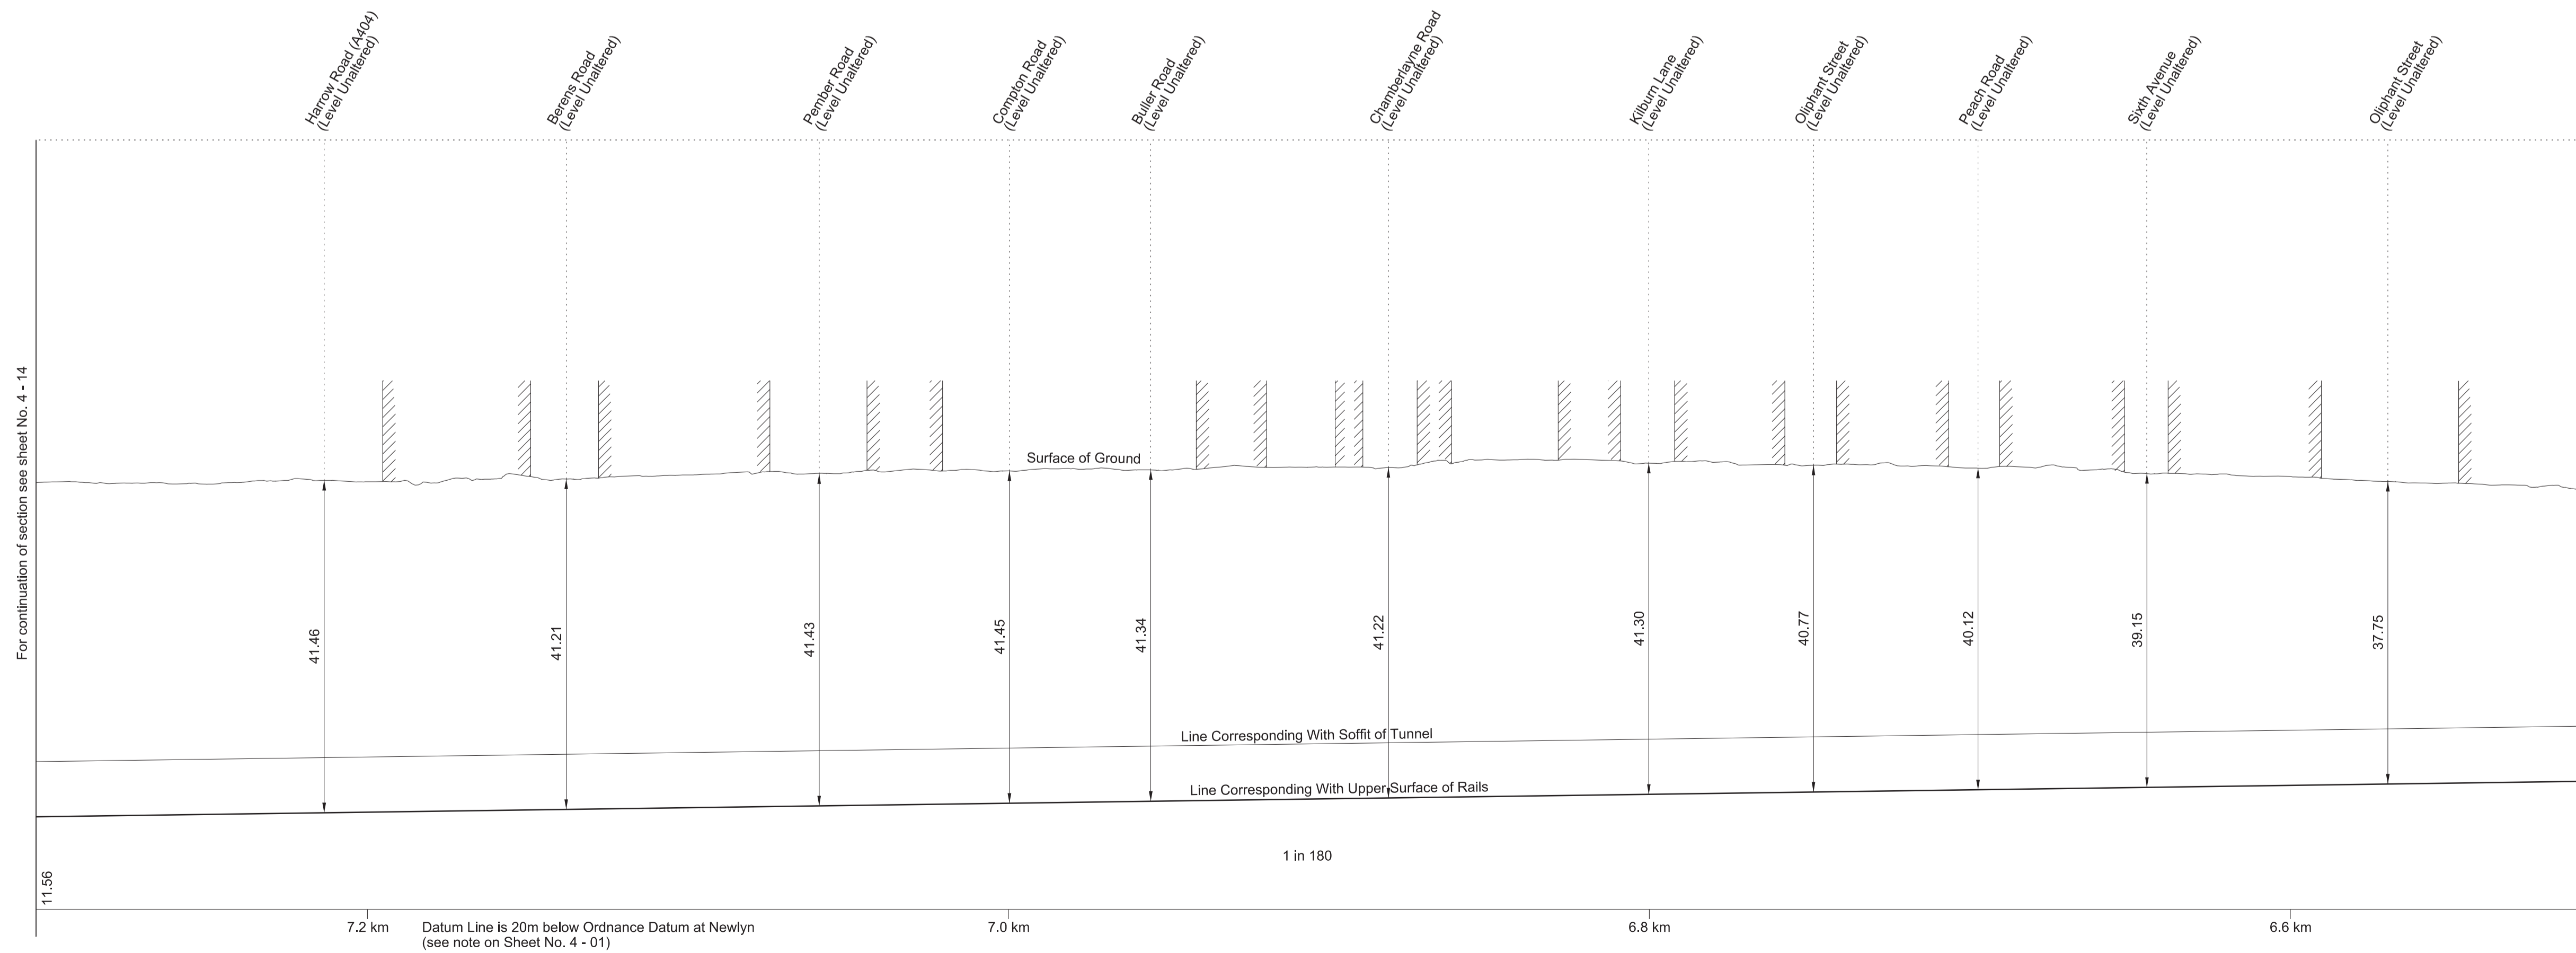 Harrow Road (A404)
(Level Unaltered)
Berens Road
(Level Unaltered)
Pember Road
(Level Unaltered)
Compton Road
(Level Unaltered)
Buller Road
(Level Unaltered)
Chamberlayne Road
(Level Unaltered)
Kilburn Lane
(Level Unaltered)
Oliphant Street
(Level Unaltered)
Peach Road
(Level Unaltered)
Sixth Avenue
(Level Unaltered)
Oliphant Street
(Level Unaltered)
For continuation of section see sheet No. 4 - 14
Surface of Ground
41.46
41.21
41.43
41.45
41.34
41.22
41.30
40.77
40.12
39.15
37.75
Line Corresponding With Soffit of Tunnel
Line Corresponding With Upper Surface of Rails
1 in 180
11.56
7.2 km
7.0 km
6.8 km
6.6 km
Datum Line is 20m below Ordnance Datum at Newlyn
(see note on Sheet No. 4 - 01)